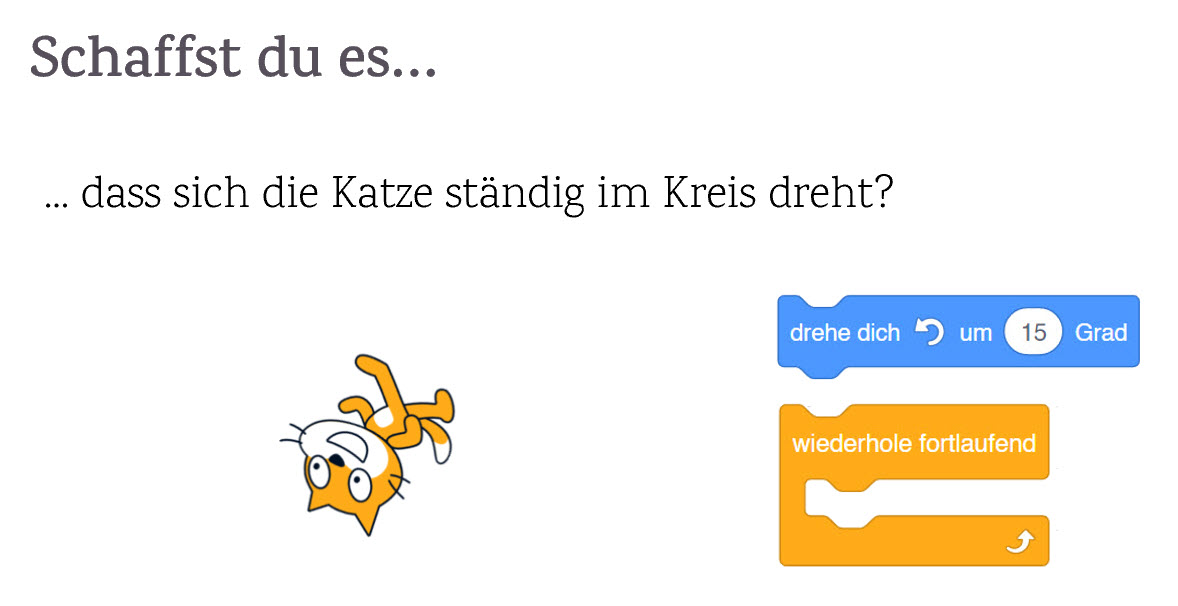 Schaffst du es...
... dass sich die Katze ständig im Kreis dreht?
drehe dich um 15 Grad
wiederhole fortlaufend